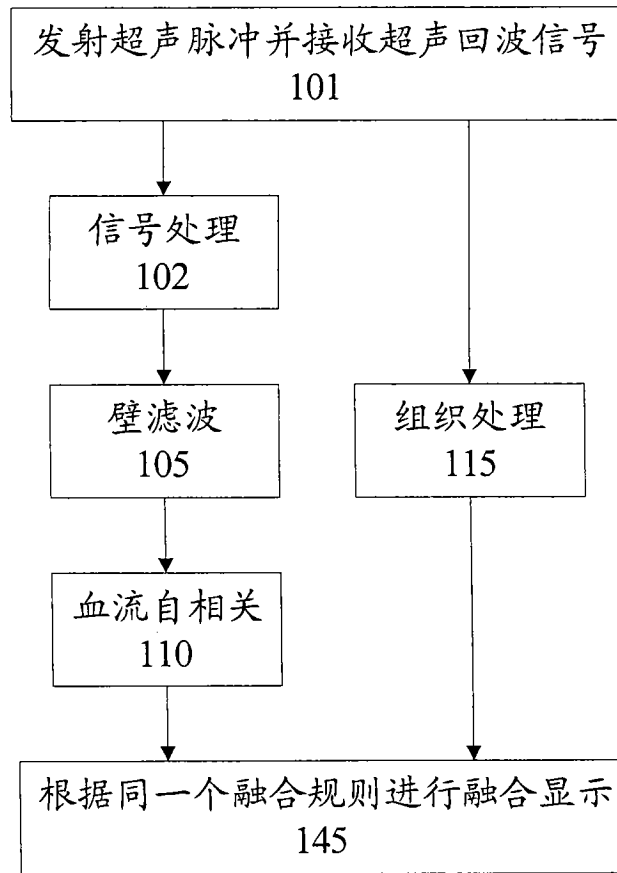 发射超声脉冲并接收超声回波信号
101
信号处理
102
壁滤波
105
组织处理
115
血流自相关
110
根据同一个融合规则进行融合显示
145